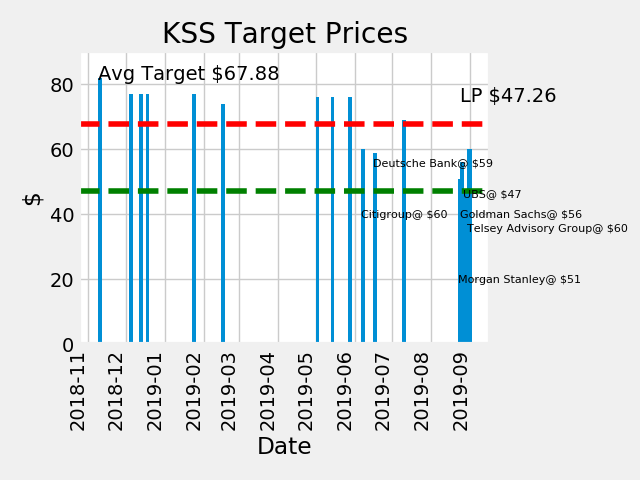 KSS Target Prices
Avg Target $67.88
LP $47.26
Deutsche Bank@ $59
UBS@ $47
Citigroup@ $60
Goldman Sachs@ $56
Telsey Advisory Group@ $60
Morgan Stanley@ $51
$
80
60
40
20
0
2018-11
2018-12
2019-01
2019-02
2019-03
2019-04
2019-05
2019-06
2019-07
2019-08
2019-09
Date